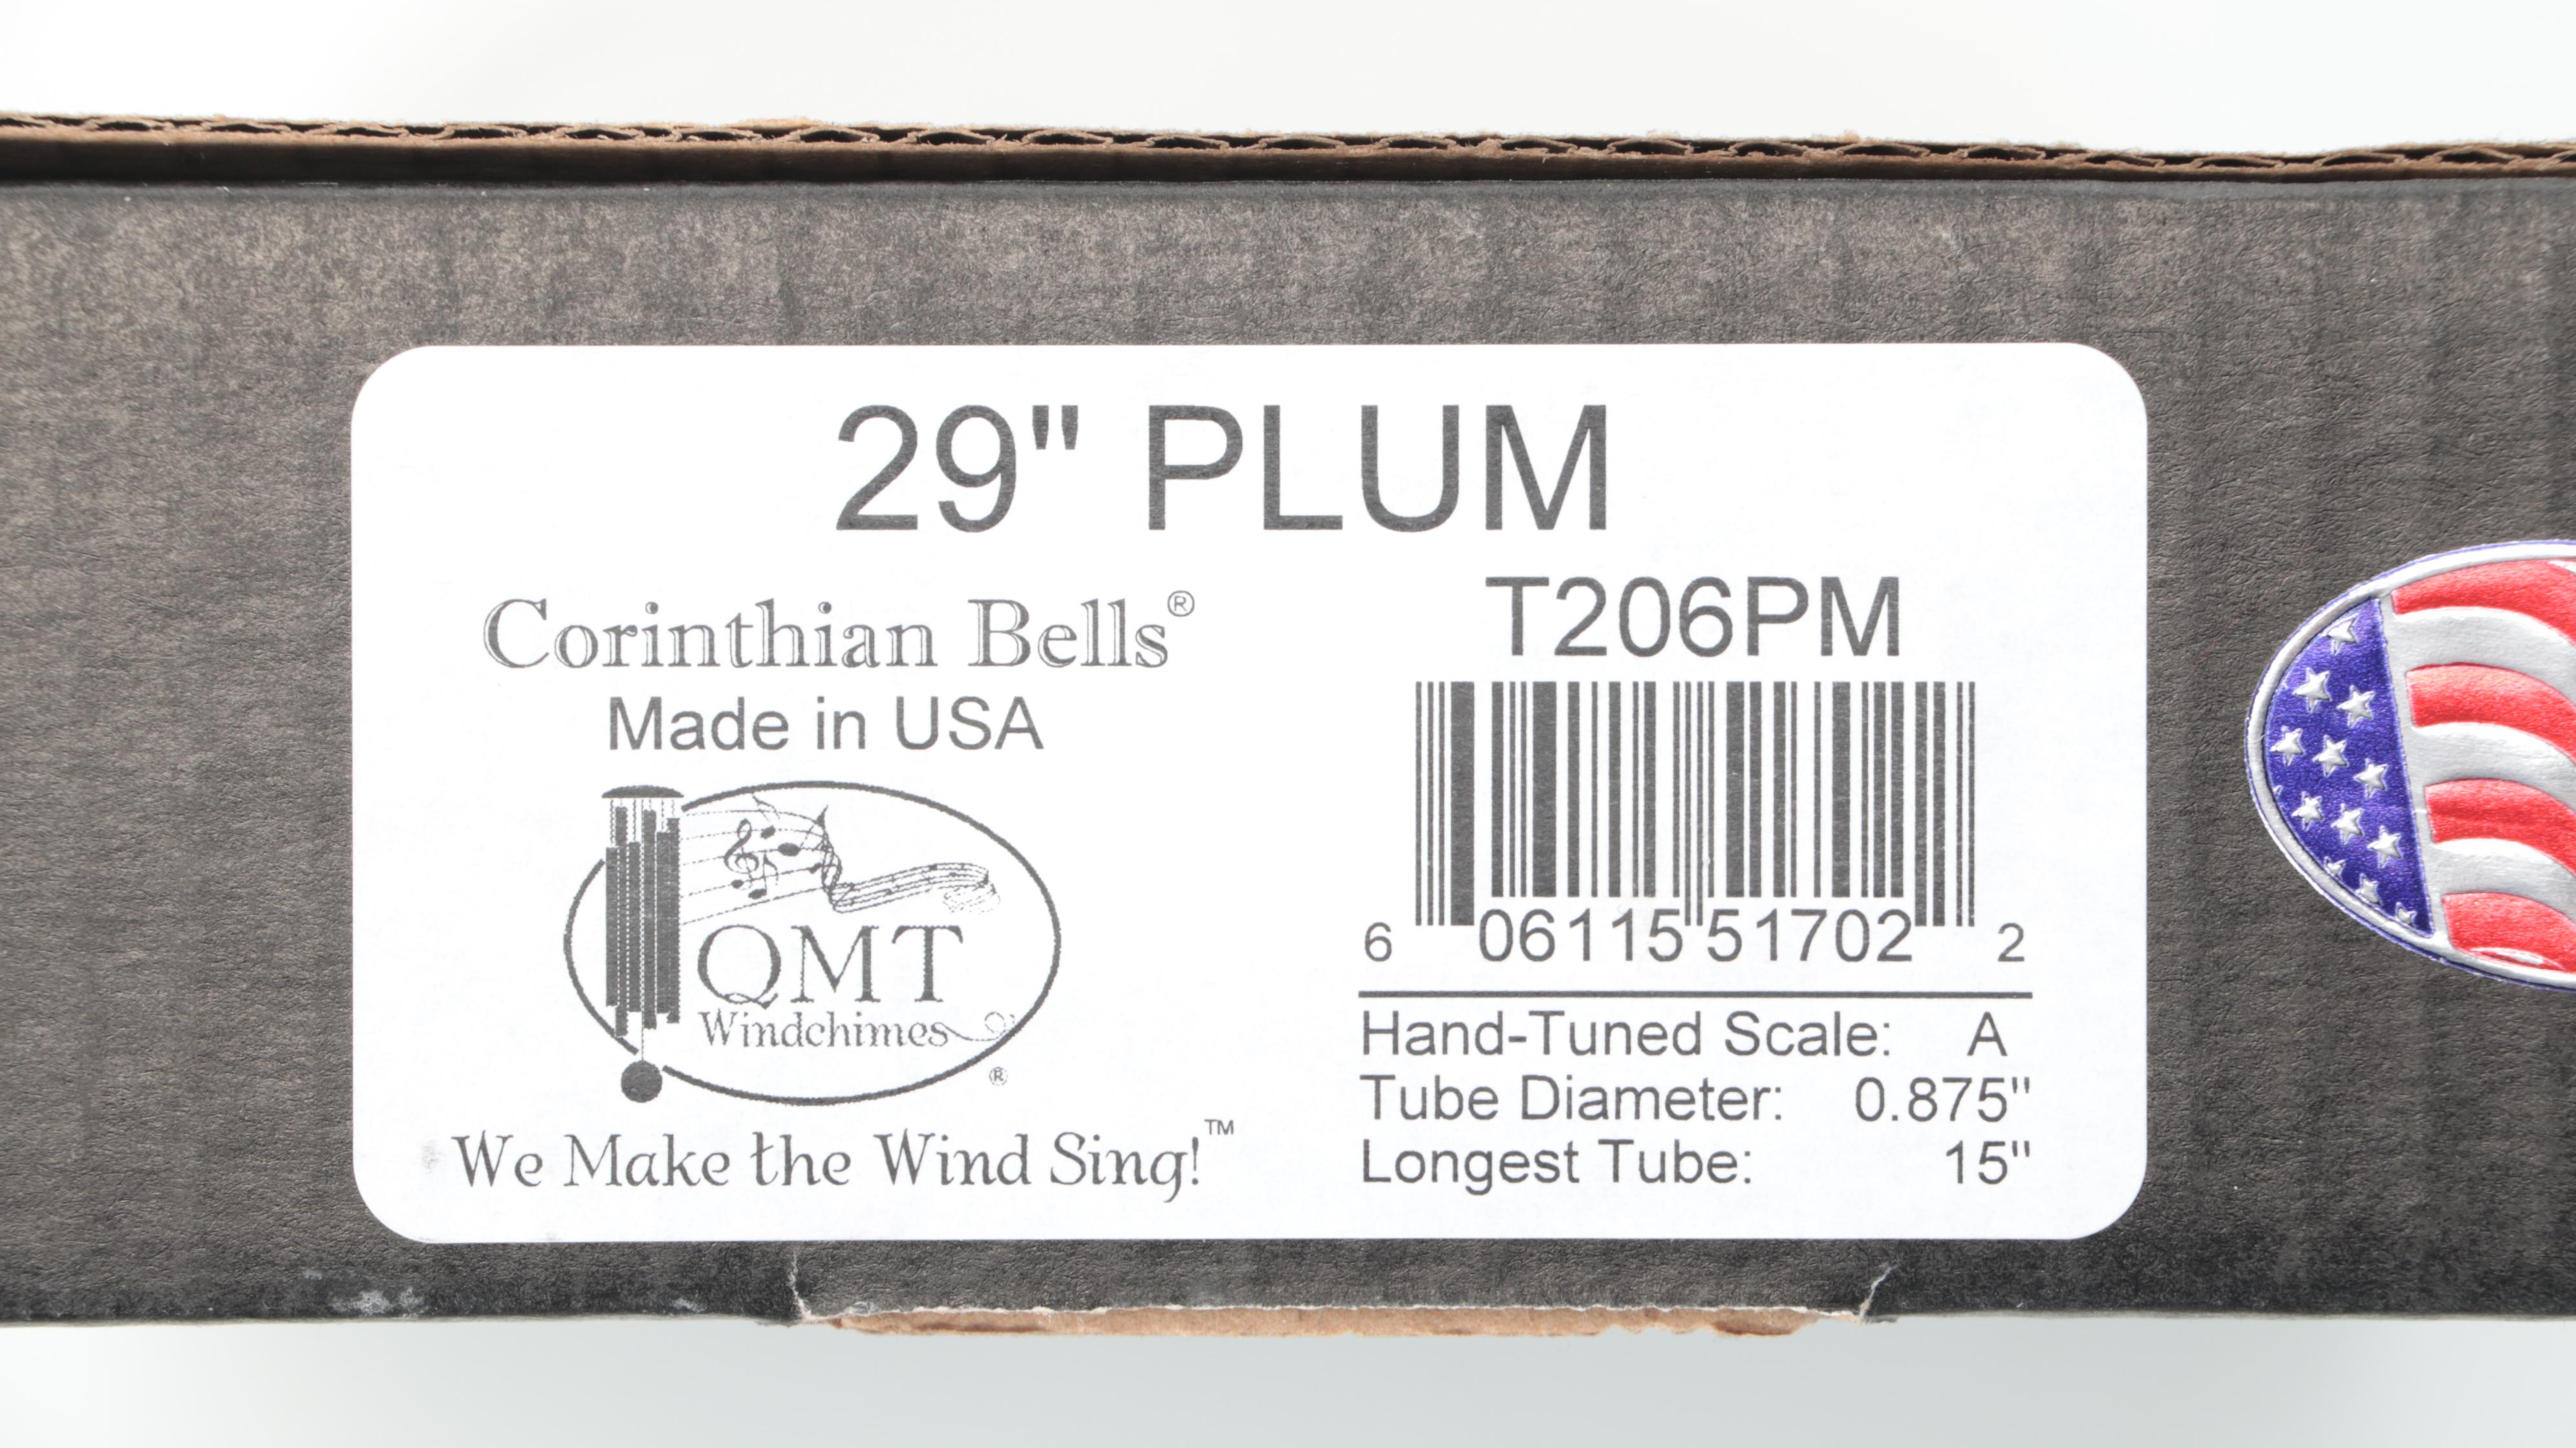 29" PLUM
Corinthian Bells®
Made in USA
QMT
Windchimes
®
We Make the Wind Sing!™
T206PM
6 06115 51702 2
Hand-Tuned Scale: A
Tube Diameter: 0.875"
Longest Tube: 15"